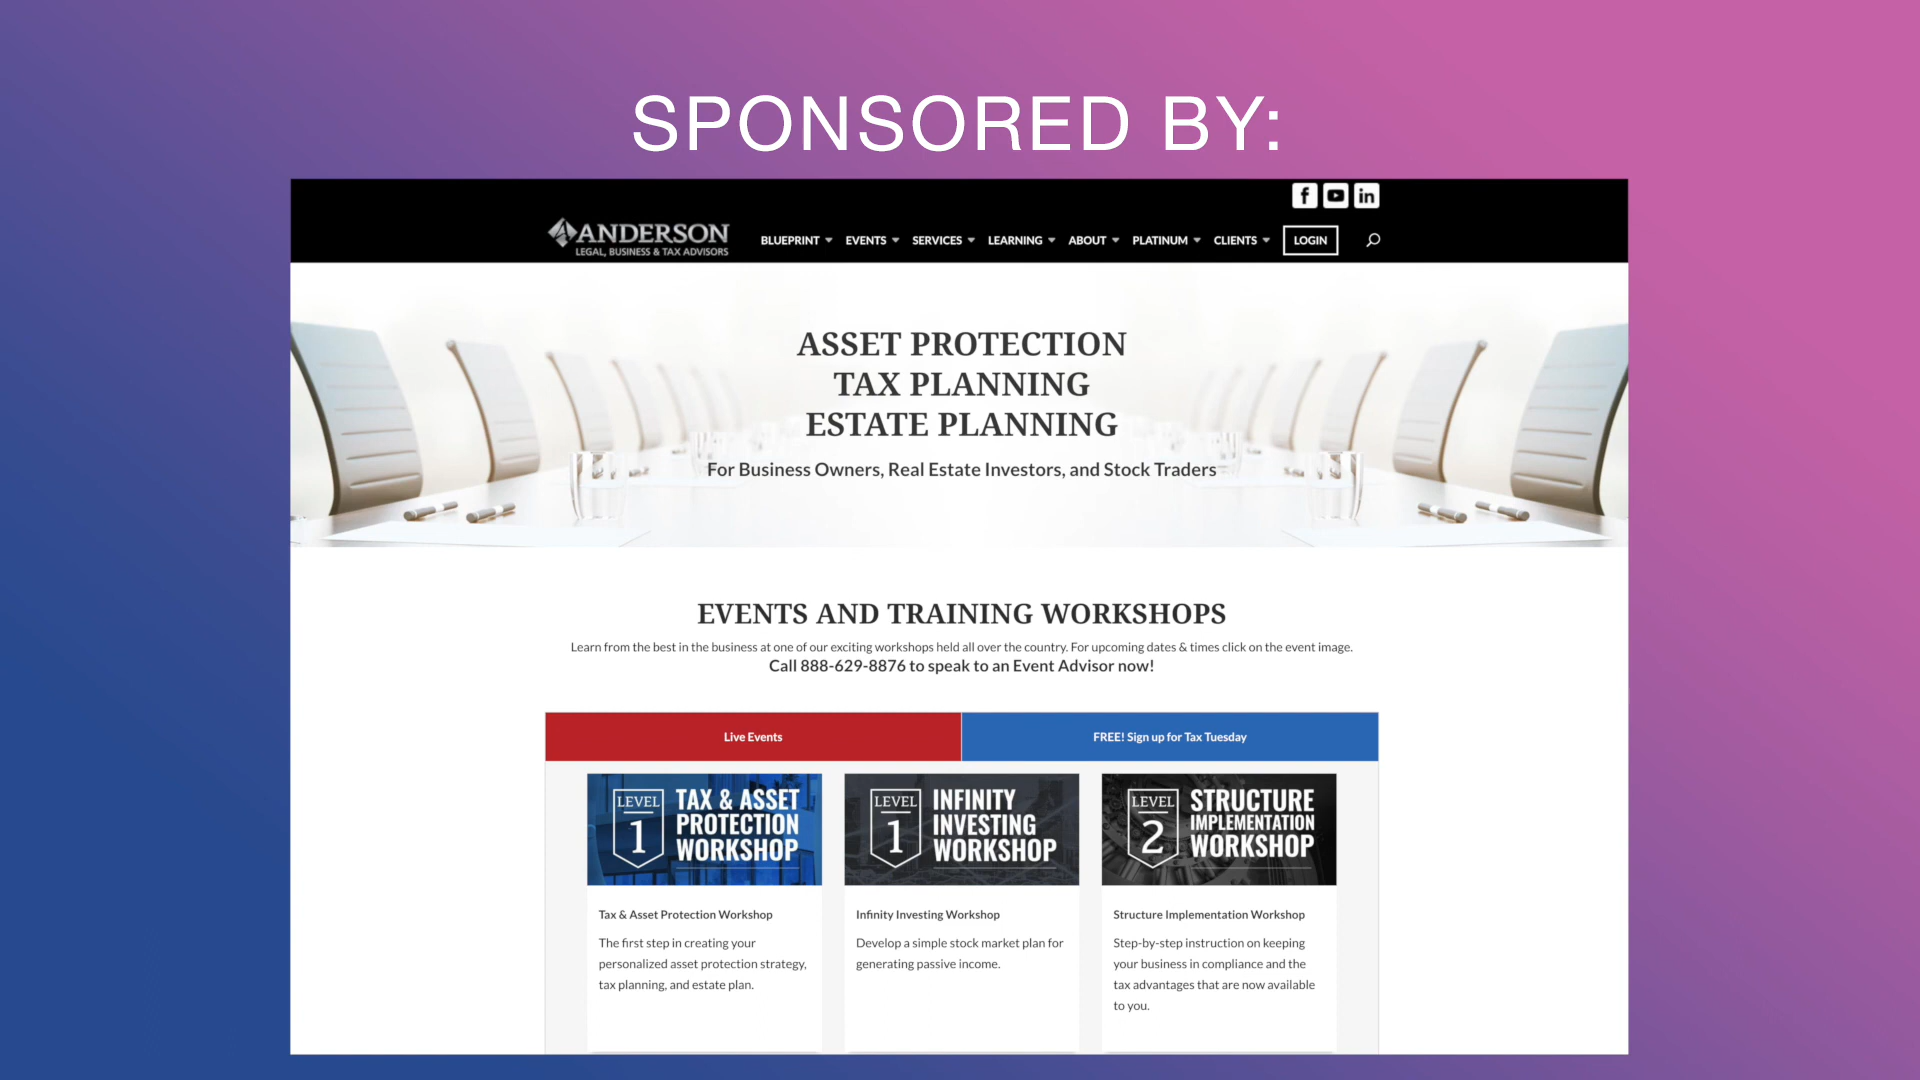 SPONSORED BY:
ANDERSON
LEGAL, BUSINESS & TAX ADVISORS
BLUEPRINT EVENTS SERVICES LEARNING ABOUT PLATINUM CLIENTS LOGIN
ASSET PROTECTION
TAX PLANNING
ESTATE PLANNING
For Business Owners, Real Estate Investors, and Stock Traders
EVENTS AND TRAINING WORKSHOPS
Learn from the best in the business at one of our exciting workshops held all over the country. For upcoming dates & times click on the event image.
Call 888-629-8876 to speak to an Event Advisor now!
Live Events
FREE! Sign up for Tax Tuesday
LEVEL
1
TAX & ASSET
PROTECTION
WORKSHOP
LEVEL
1
INFINITY
INVESTING
WORKSHOP
LEVEL
2
STRUCTURE
IMPLEMENTATION
WORKSHOP
Tax & Asset Protection Workshop
The first step in creating your
personalized asset protection strategy,
tax planning, and estate plan.
Infinity Investing Workshop
Develop a simple stock market plan for
generating passive income.
Structure Implementation Workshop
Step-by-step instruction on keeping
your business in compliance and the
tax advantages that are now available
to you.